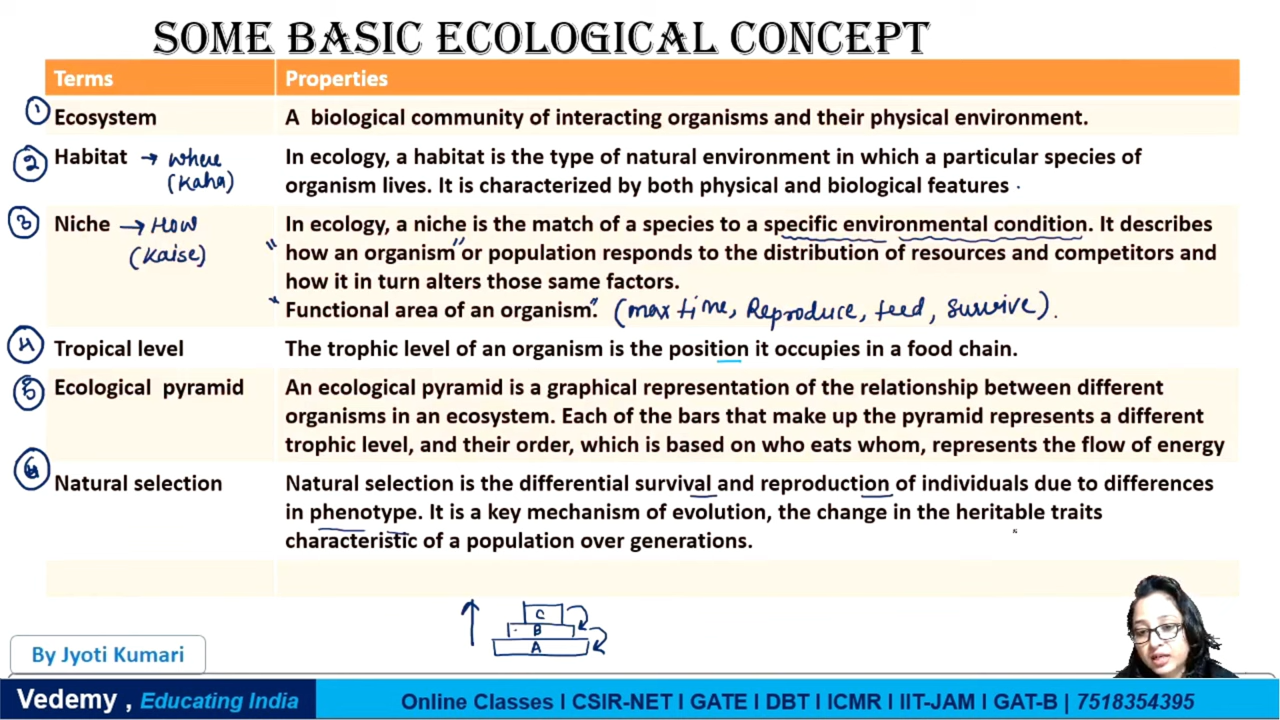 SOME BASIC ECOLOGICAL CONCEPT
Terms Properties
① Ecosystem A biological community of interacting organisms and their physical environment.
② Habitat → where In ecology, a habitat is the type of natural environment in which a particular species of
(Kaha) organism lives. It is characterized by both physical and biological features
③ Niche → How In ecology, a niche is the match of a species to a specific environmental condition. It describes
(Kaise) "how an organism" or population responds to the distribution of resources and competitors and
how it in turn alters those same factors.
"Functional area of an organism". (max time, Reproduce, feed, survive).
④ Tropical level The trophic level of an organism is the position it occupies in a food chain.
⑤ Ecological pyramid An ecological pyramid is a graphical representation of the relationship between different
organisms in an ecosystem. Each of the bars that make up the pyramid represents a different
trophic level, and their order, which is based on who eats whom, represents the flow of energy
Natural selection Natural selection is the differential survival and reproduction of individuals due to differences
in phenotype. It is a key mechanism of evolution, the change in the heritable traits
characteristic of a population over generations.
C
B
A
By Jyoti Kumari
Vedemy , Educating India Online Classes I CSIR-NET I GATE I DBT I ICMR I IIT-JAM I GAT-B | 7518354395